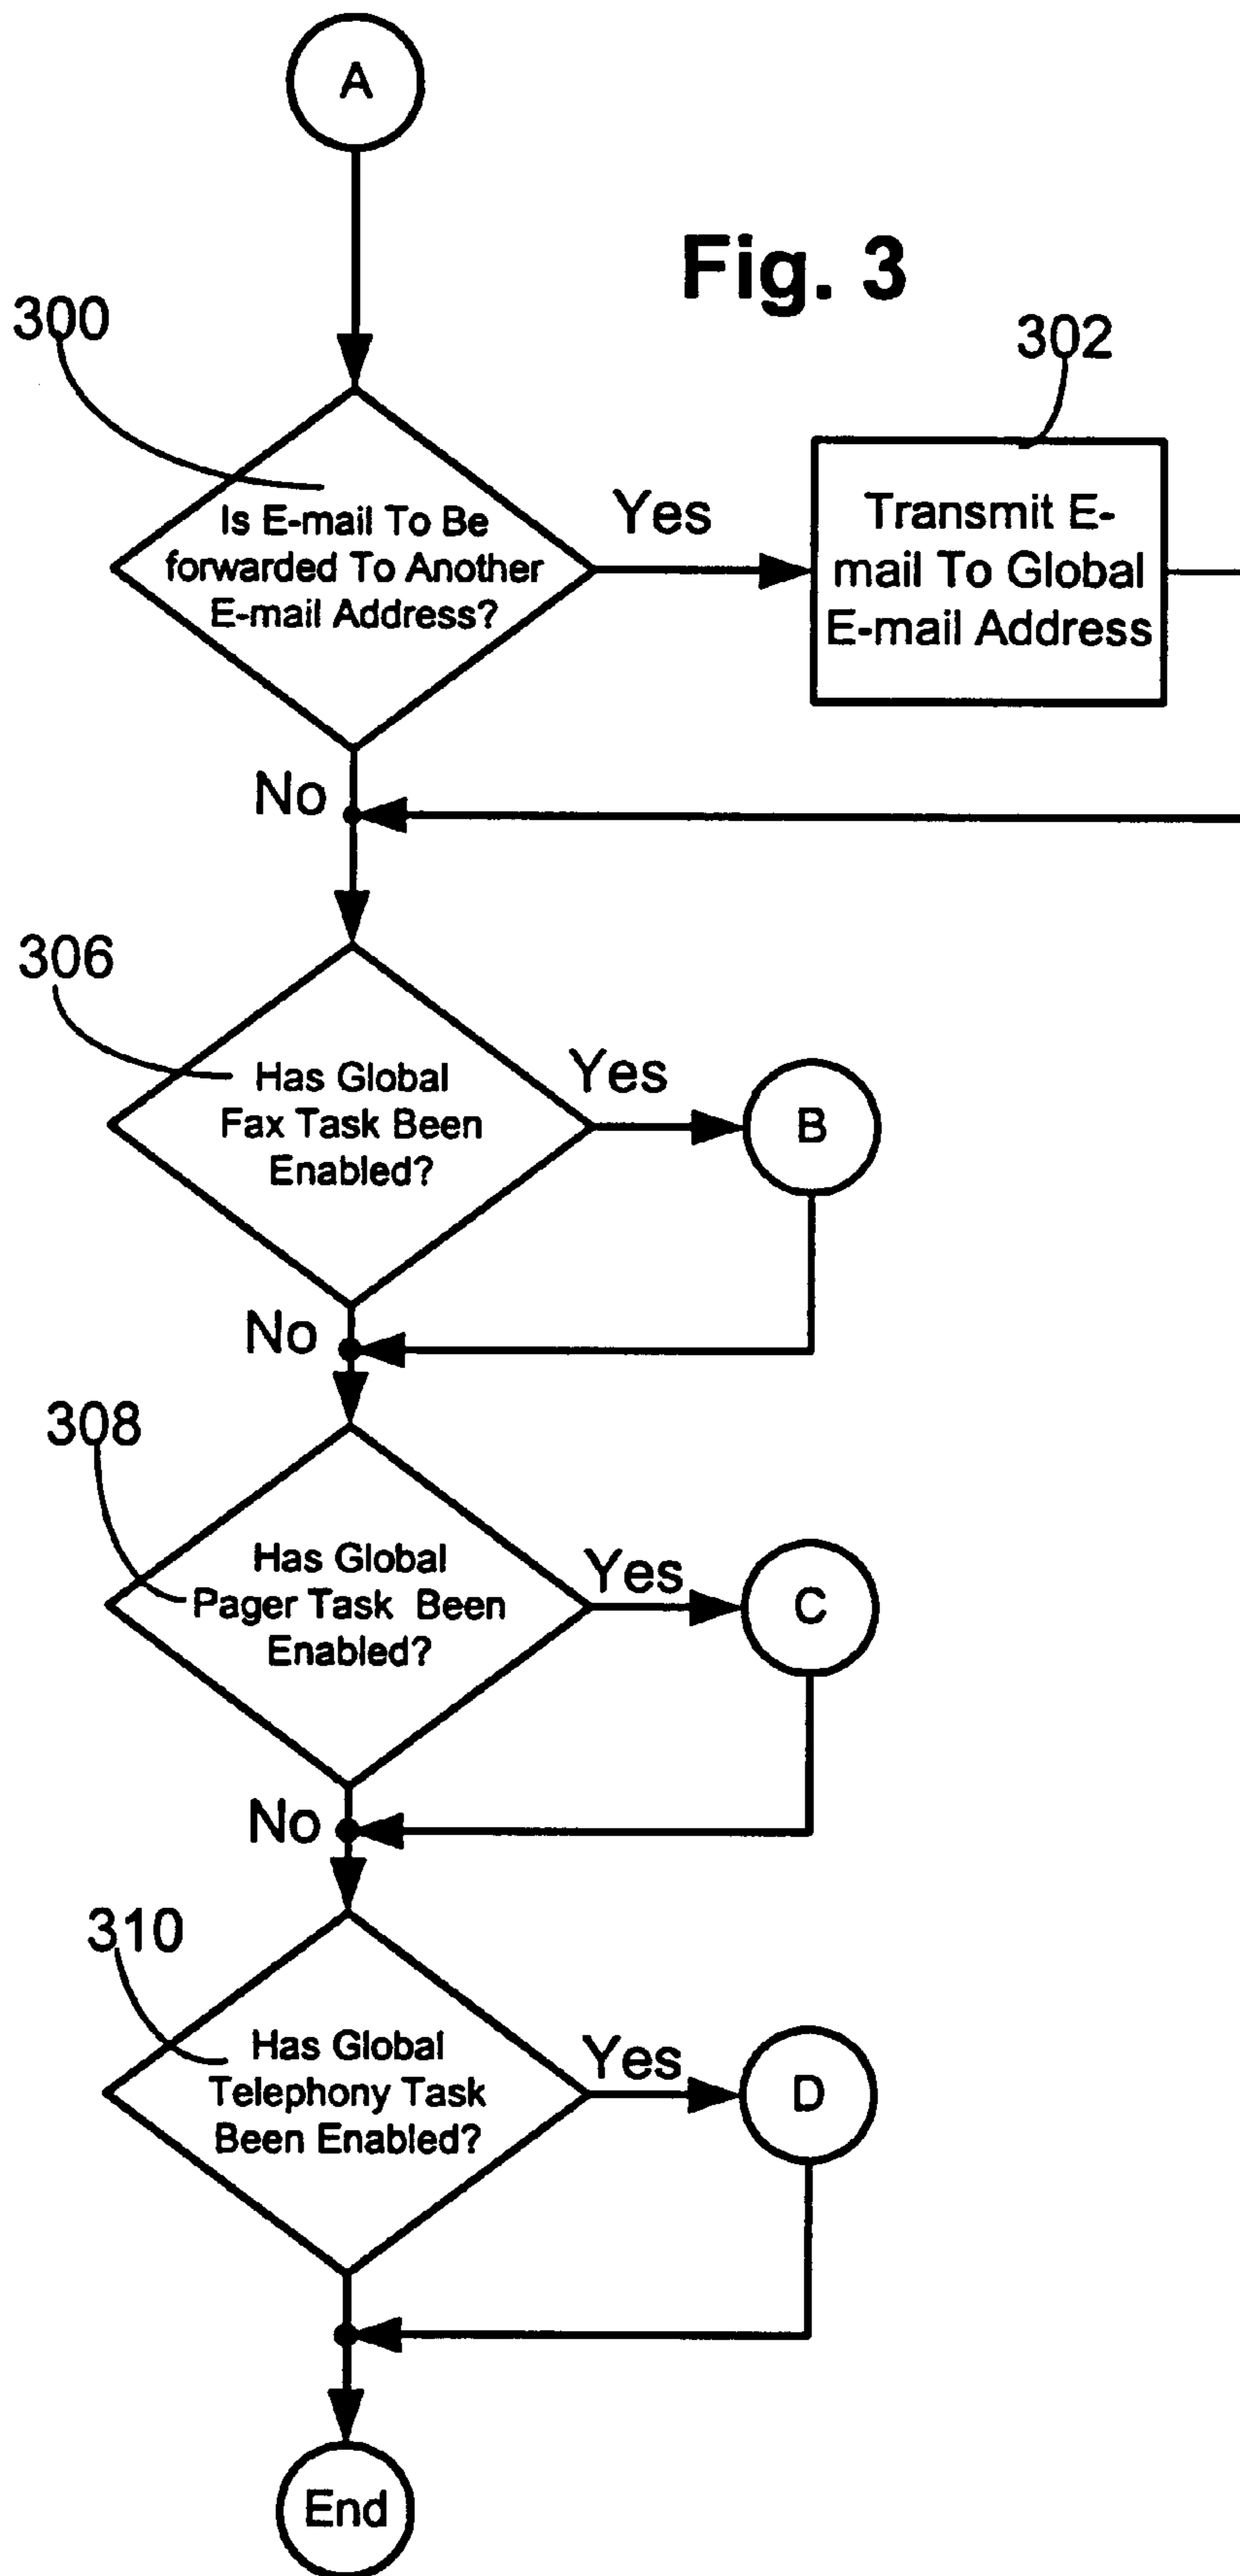 A
Fig. 3
300
302
Is E-mail To Be
forwarded To Another
E-mail Address?
Yes
Transmit E-
mail To Global
E-mail Address
No
306
Has Global
Fax Task Been
Enabled?
Yes
B
No
308
Has Global
Pager Task Been
Enabled?
Yes
C
No
310
Has Global
Telephony Task
Been Enabled?
Yes
D
End